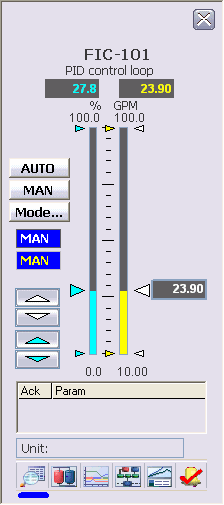 FIC-101
PID control loop
27.8 23.90
% GPM
100.0 100.0
AUTO
MAN
Mode...
MAN
MAN
23.90
0.0 10.00
Ack Param
Unit: